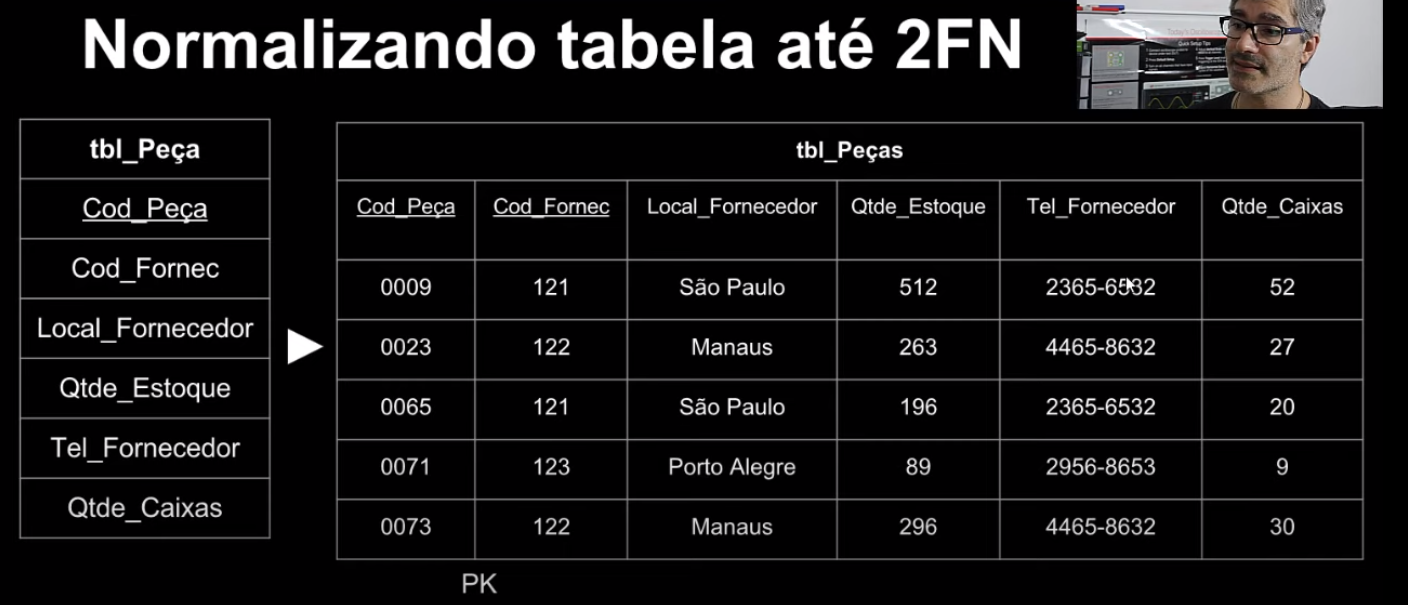 Normalizando tabela até 2FN
Quick Setup Tips
tbl_Peça
Cod_Peça
Cod_Fornec
Local_Fornecedor
Qtde_Estoque
Tel_Fornecedor
Qtde_Caixas
tbl_Peças
Cod_Peça Cod_Fornec Local_Fornecedor Qtde_Estoque Tel_Fornecedor Qtde_Caixas
0009 121 São Paulo 512 2365-6532 52
0023 122 Manaus 263 4465-8632 27
0065 121 São Paulo 196 2365-6532 20
0071 123 Porto Alegre 89 2956-8653 9
0073 122 Manaus 296 4465-8632 30
PK